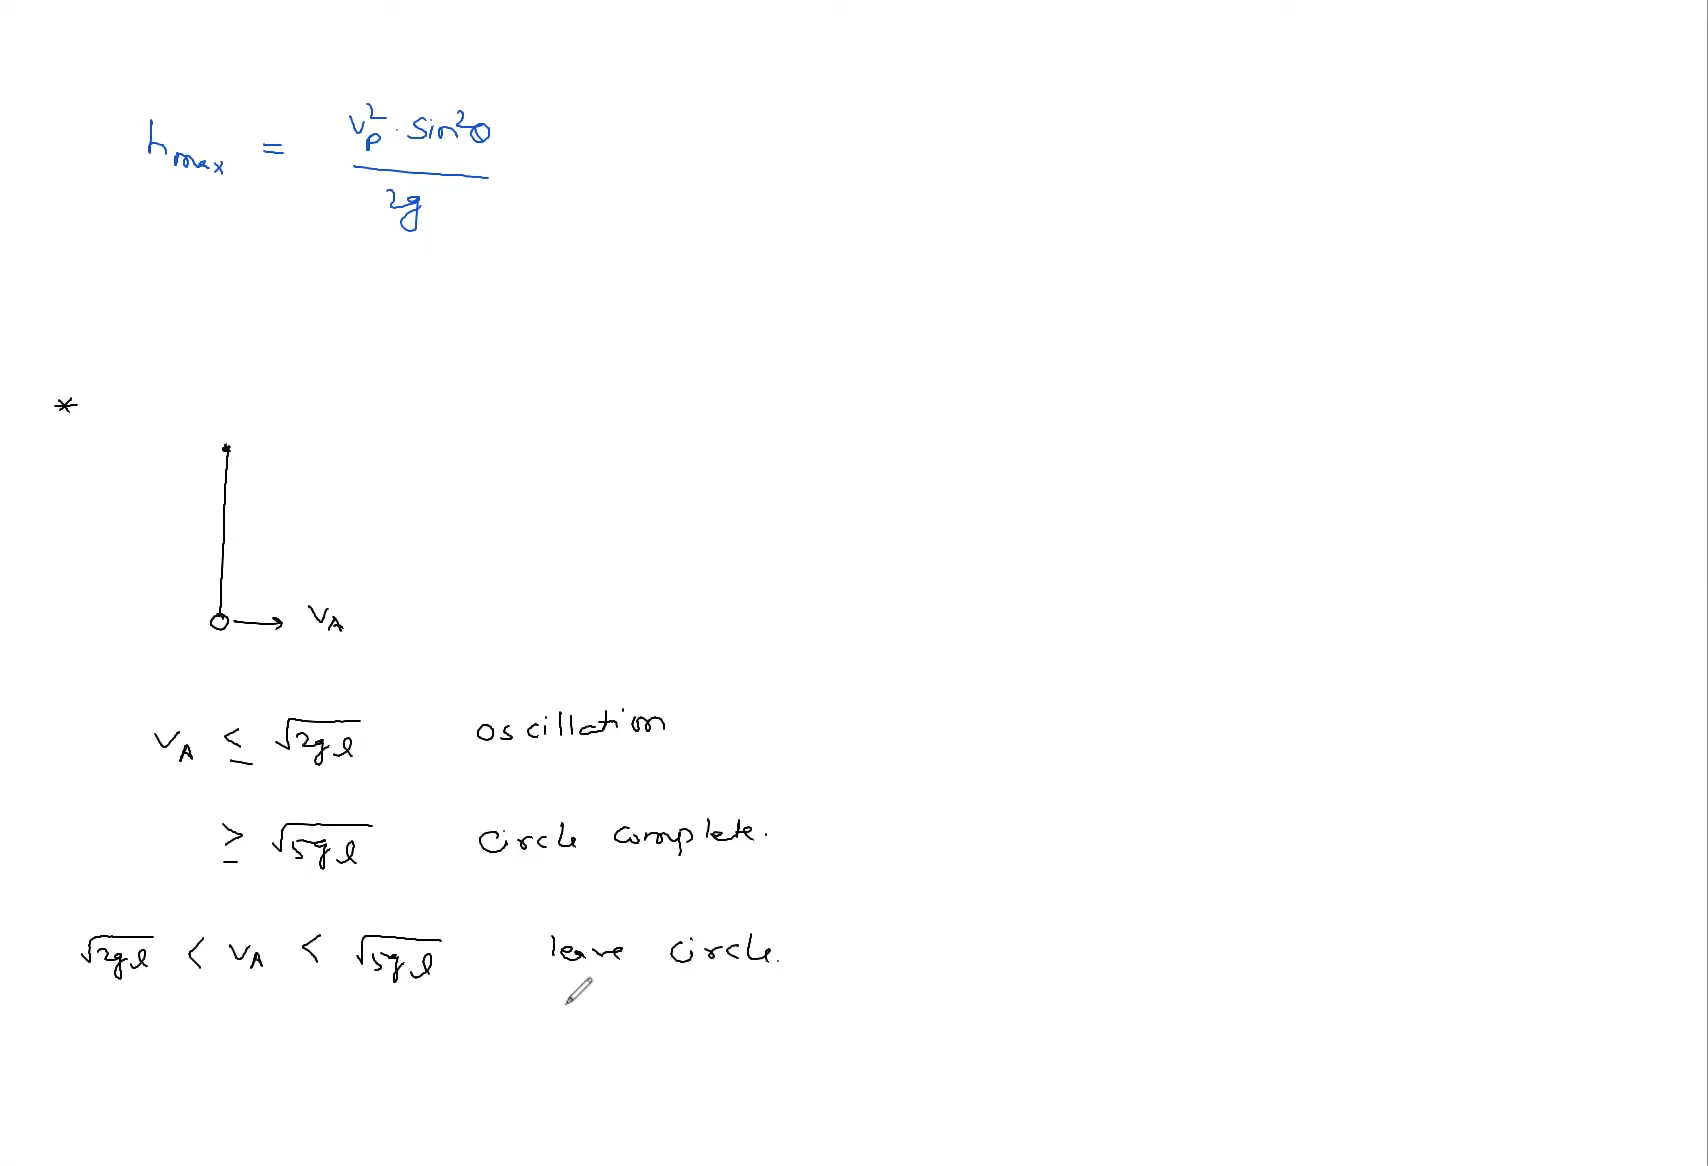 h_max = v_p^2 · sin^2θ / 2g
*
v_A
v_A ≤ √2gl oscillation
≥ √5gl circle complete.
√2gl < v_A < √5gl leave circle.